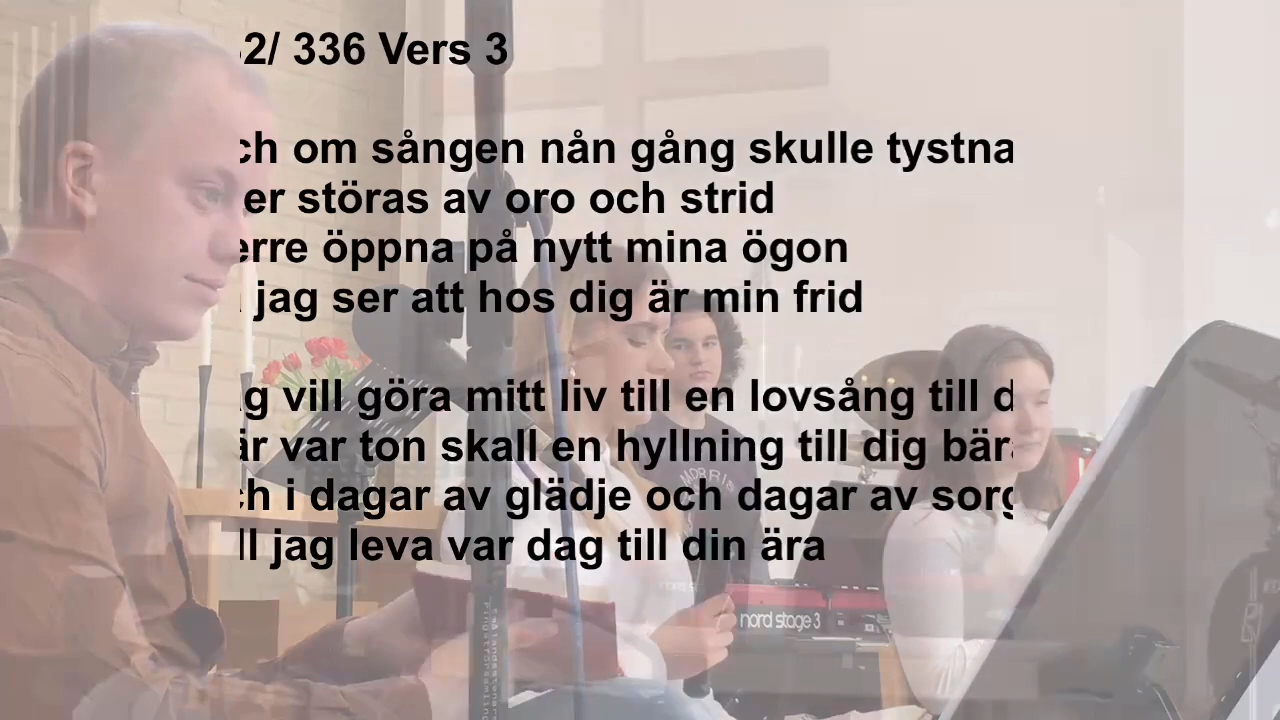 2/ 336 Vers 3
ch om sången nån gång skulle tystna
er störas av oro och strid
erre öppna på nytt mina ögon
jag ser att hos dig är min frid
g vill göra mitt liv till en lovsång till d
är var ton skall en hyllning till dig bära
ch i dagar av glädje och dagar av sorg
ll jag leva var dag till din ära
nord stage 3